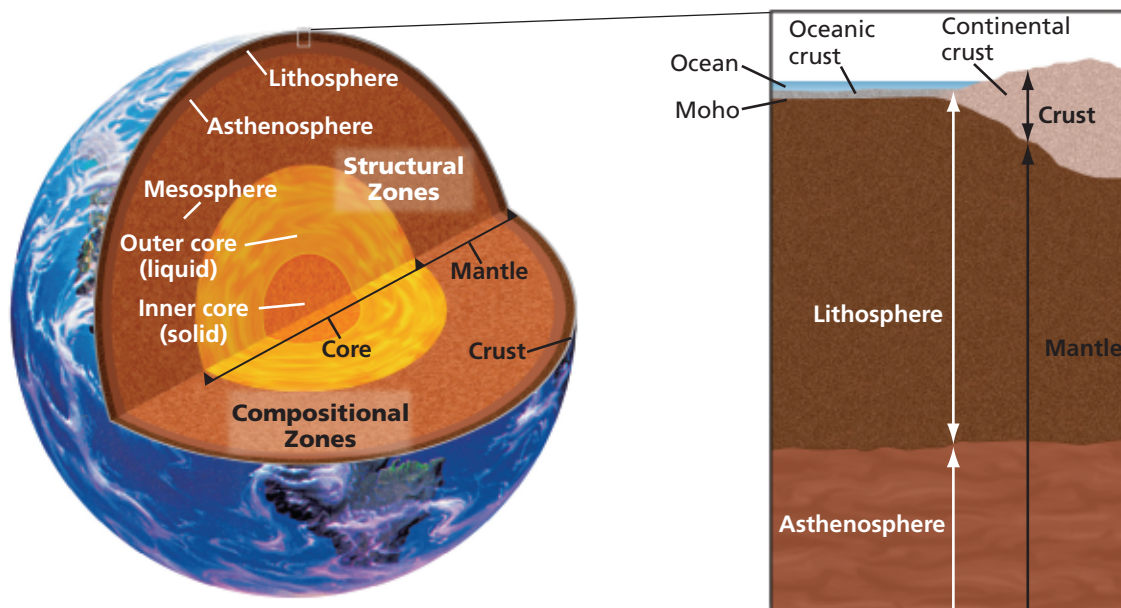 Lithosphere
Asthenosphere
Structural
Zones
Mesosphere
Outer core
(liquid)
Mantle
Inner core
(solid)
Core
Crust
Compositional
Zones
Oceanic
crust
Continental
crust
Ocean
Moho
Crust
Lithosphere
Mantle
Asthenosphere